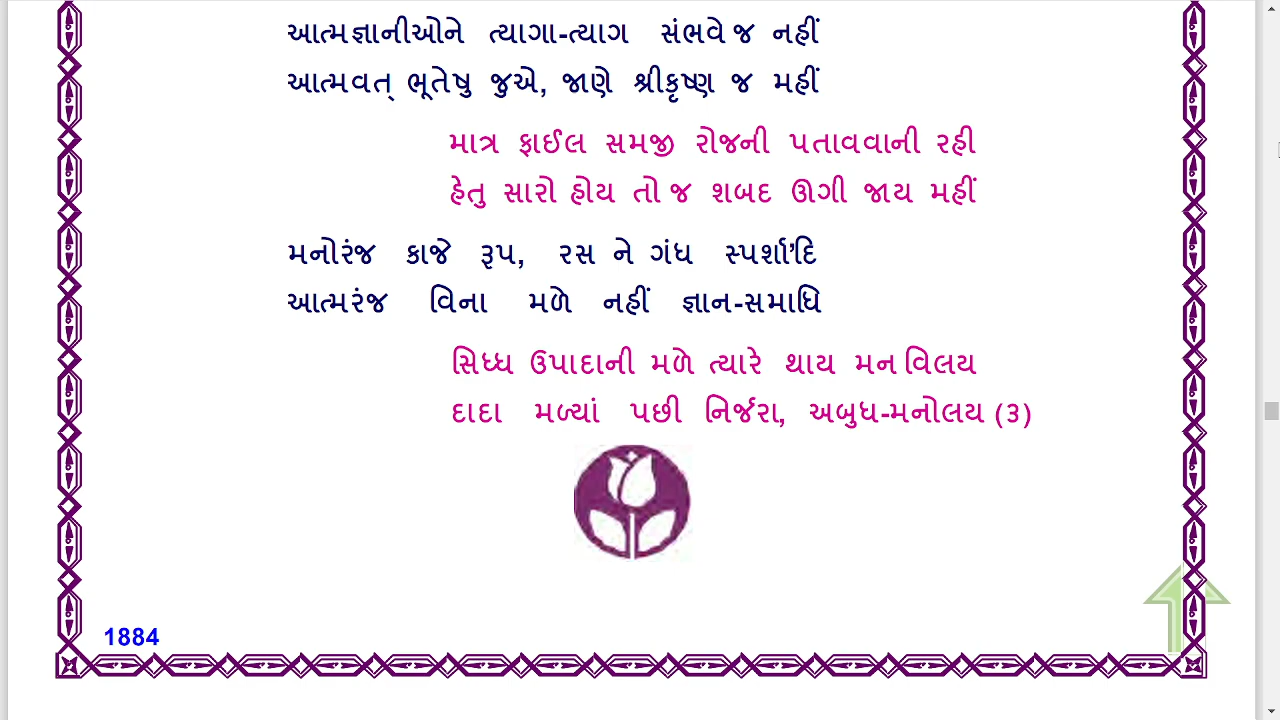 આત્મજ્ઞાનીઓને ત્યાગા-ત્યાગ સંભવે જ નહીં
આત્મવત્ ભૂતેષુ જુએ, જાણે શ્રીકૃષ્ણ જ મહીં
માત્ર ફાઈલ સમજી રોજની પતાવવાની રહી
હેતુ સારો હોય તો જ શબદ ઊગી જાય મહીં
મનોરંજ કાજે રૂપ, રસ ને ગંધ સ્પર્શા’દિ
આત્મરંજ વિના મળે નહીં જ્ઞાન-સમાધિ
સિધ્ધ ઉપાદાની મળે ત્યારે થાય મન વિલય
દાદા મળ્યાં પછી નિર્જરા, અબુધ-મનોલય (૩)
1884